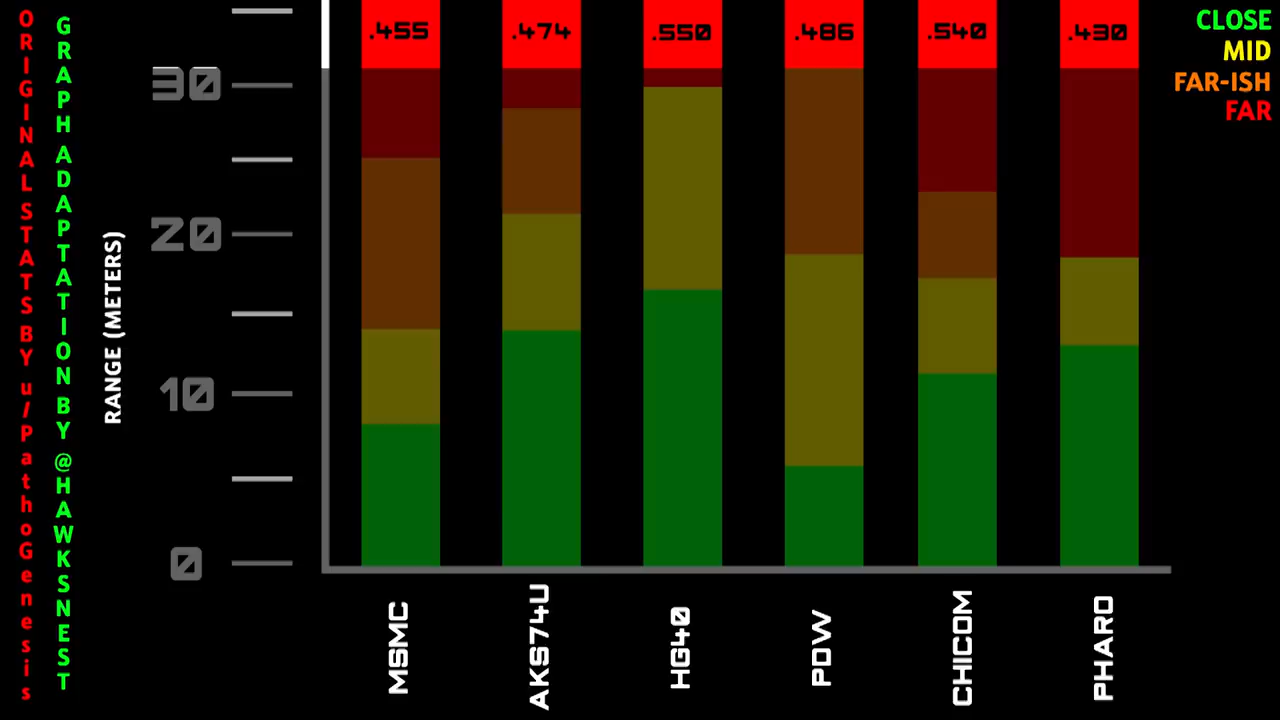 ORIGINAL STATS BY u/PathoGenesis
GRAPH ADAPTATION BY @HAWKSNEST
RANGE (METERS)
30
20
10
0
.455 .474 .550 .486 .540 .430
CLOSE
MID
FAR-ISH
FAR
MSMC
AKS74U
HG40
PDW
CHICOM
PHARO